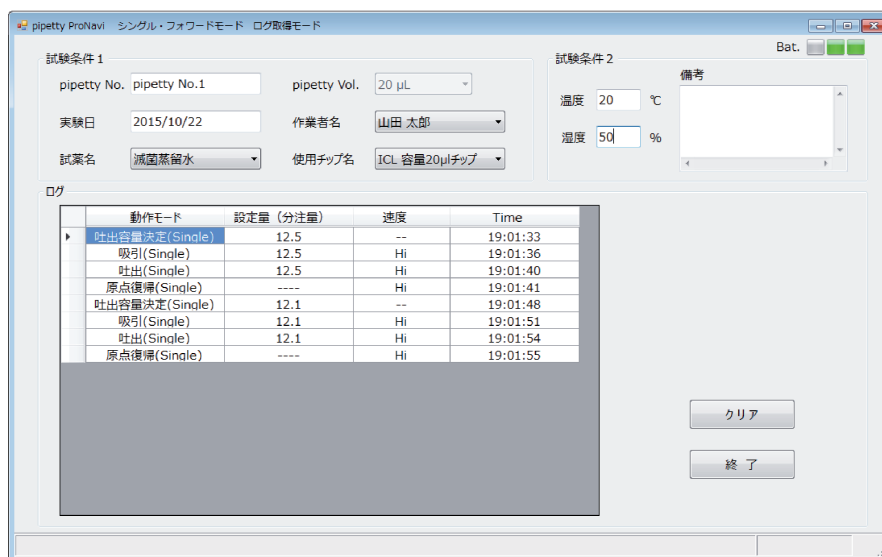 pipetty ProNavi シングル・フォワードモード ログ取得モード
Bat.
試験条件1
pipetty No. pipetty No.1 pipetty Vol. 20 µL
実験日 2015/10/22 作業者名 山田 太郎
試薬名 滅菌蒸留水 使用チップ名 ICL 容量20µlチップ
試験条件2
備考
温度 20 ℃
湿度 50 %
ログ
動作モード 設定量（分注量） 速度 Time
吐出容量決定(Single) 12.5 -- 19:01:33
吸引(Single) 12.5 Hi 19:01:36
吐出(Single) 12.5 Hi 19:01:40
原点復帰(Single) ---- Hi 19:01:41
吐出容量決定(Single) 12.1 -- 19:01:48
吸引(Single) 12.1 Hi 19:01:51
吐出(Single) 12.1 Hi 19:01:54
原点復帰(Single) ---- Hi 19:01:55
クリア
終 了